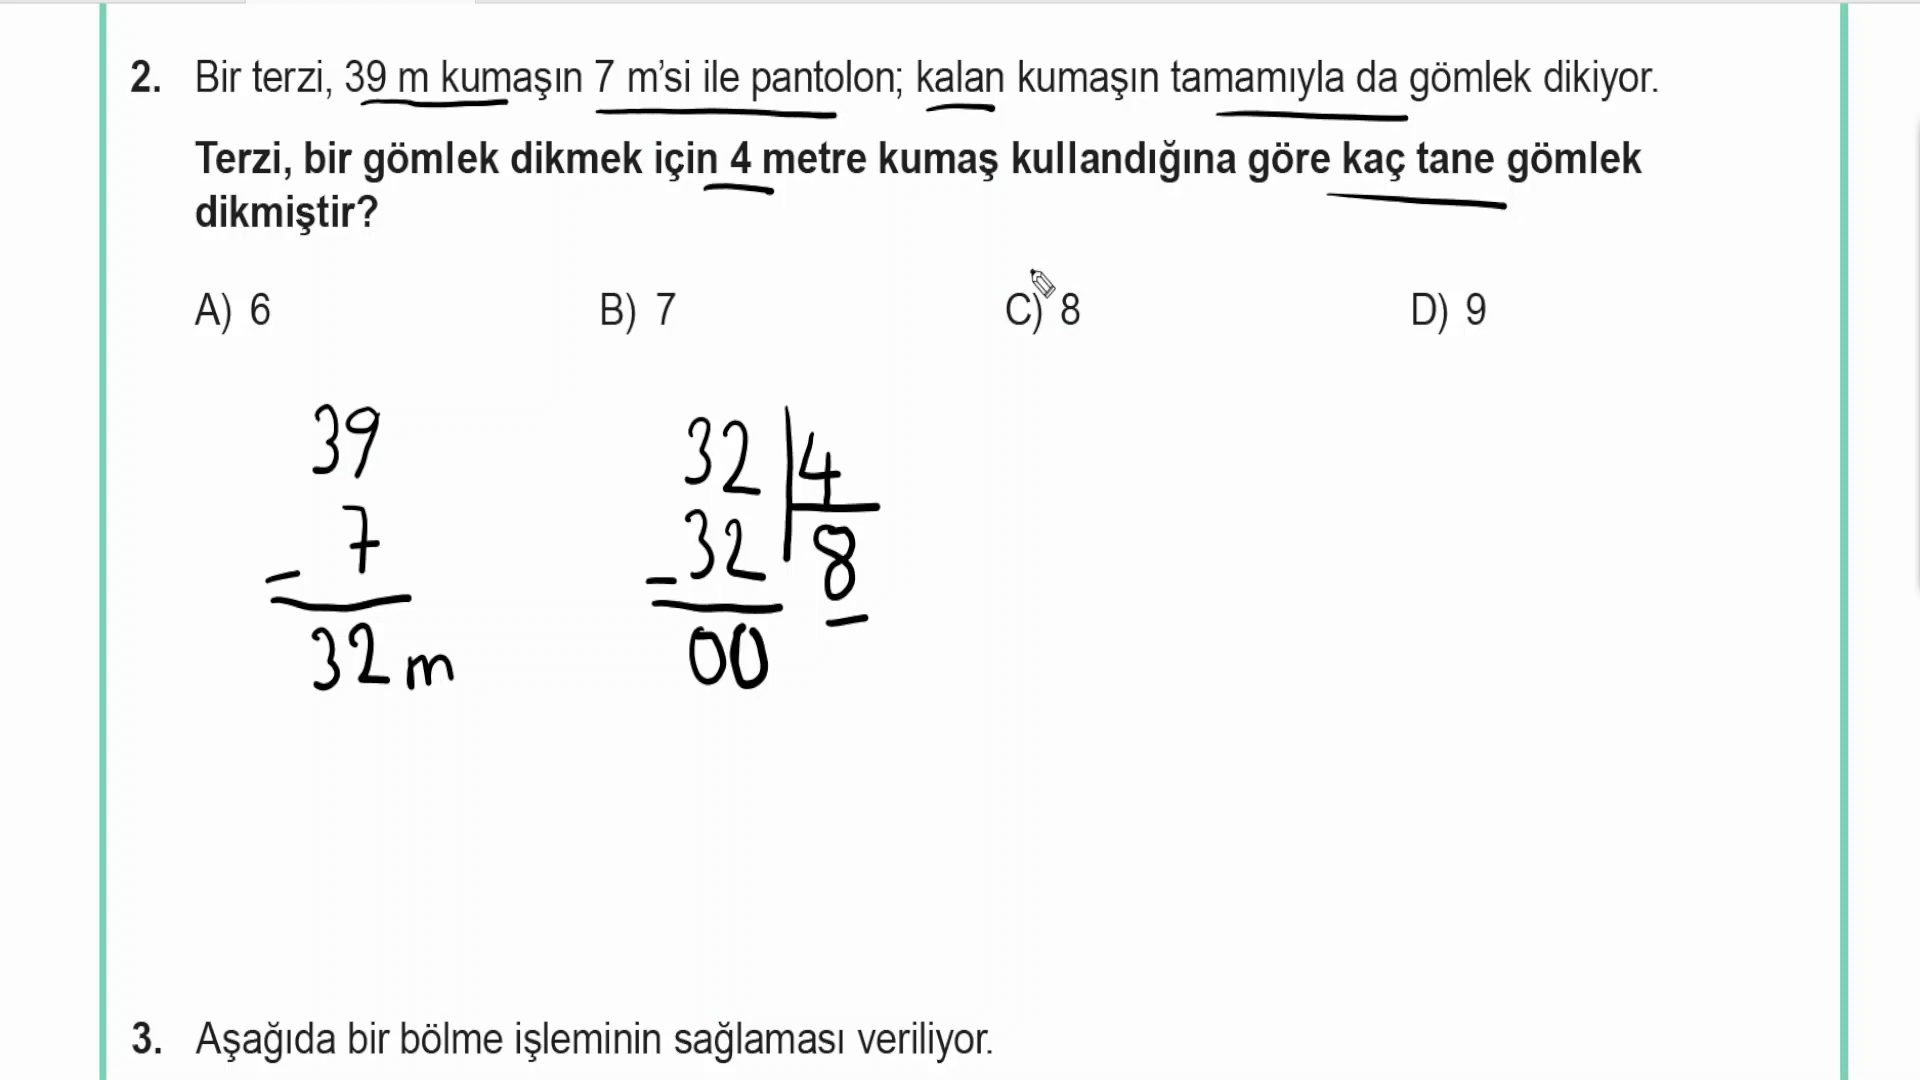 2. Bir terzi, 39 m kumaşın 7 m’si ile pantolon; kalan kumaşın tamamıyla da gömlek dikiyor.
Terzi, bir gömlek dikmek için 4 metre kumaş kullandığına göre kaç tane gömlek
dikmiştir?
A) 6 B) 7 C) 8 D) 9
39
- 7
32 m
32 4
- 32 8
00
3. Aşağıda bir bölme işleminin sağlaması veriliyor.